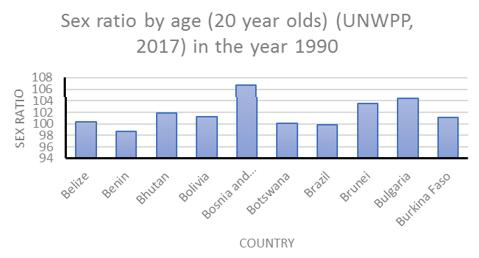 Sex ratio by age (20 year olds) (UNWPP,
2017) in the year 1990
SEX RATIO
108
106
104
102
100
98
96
94
Belize
Benin
Bhutan
Bolivia
Bosnia and...
Botswana
Brazil
Brunei
Bulgaria
Burkina Faso
COUNTRY